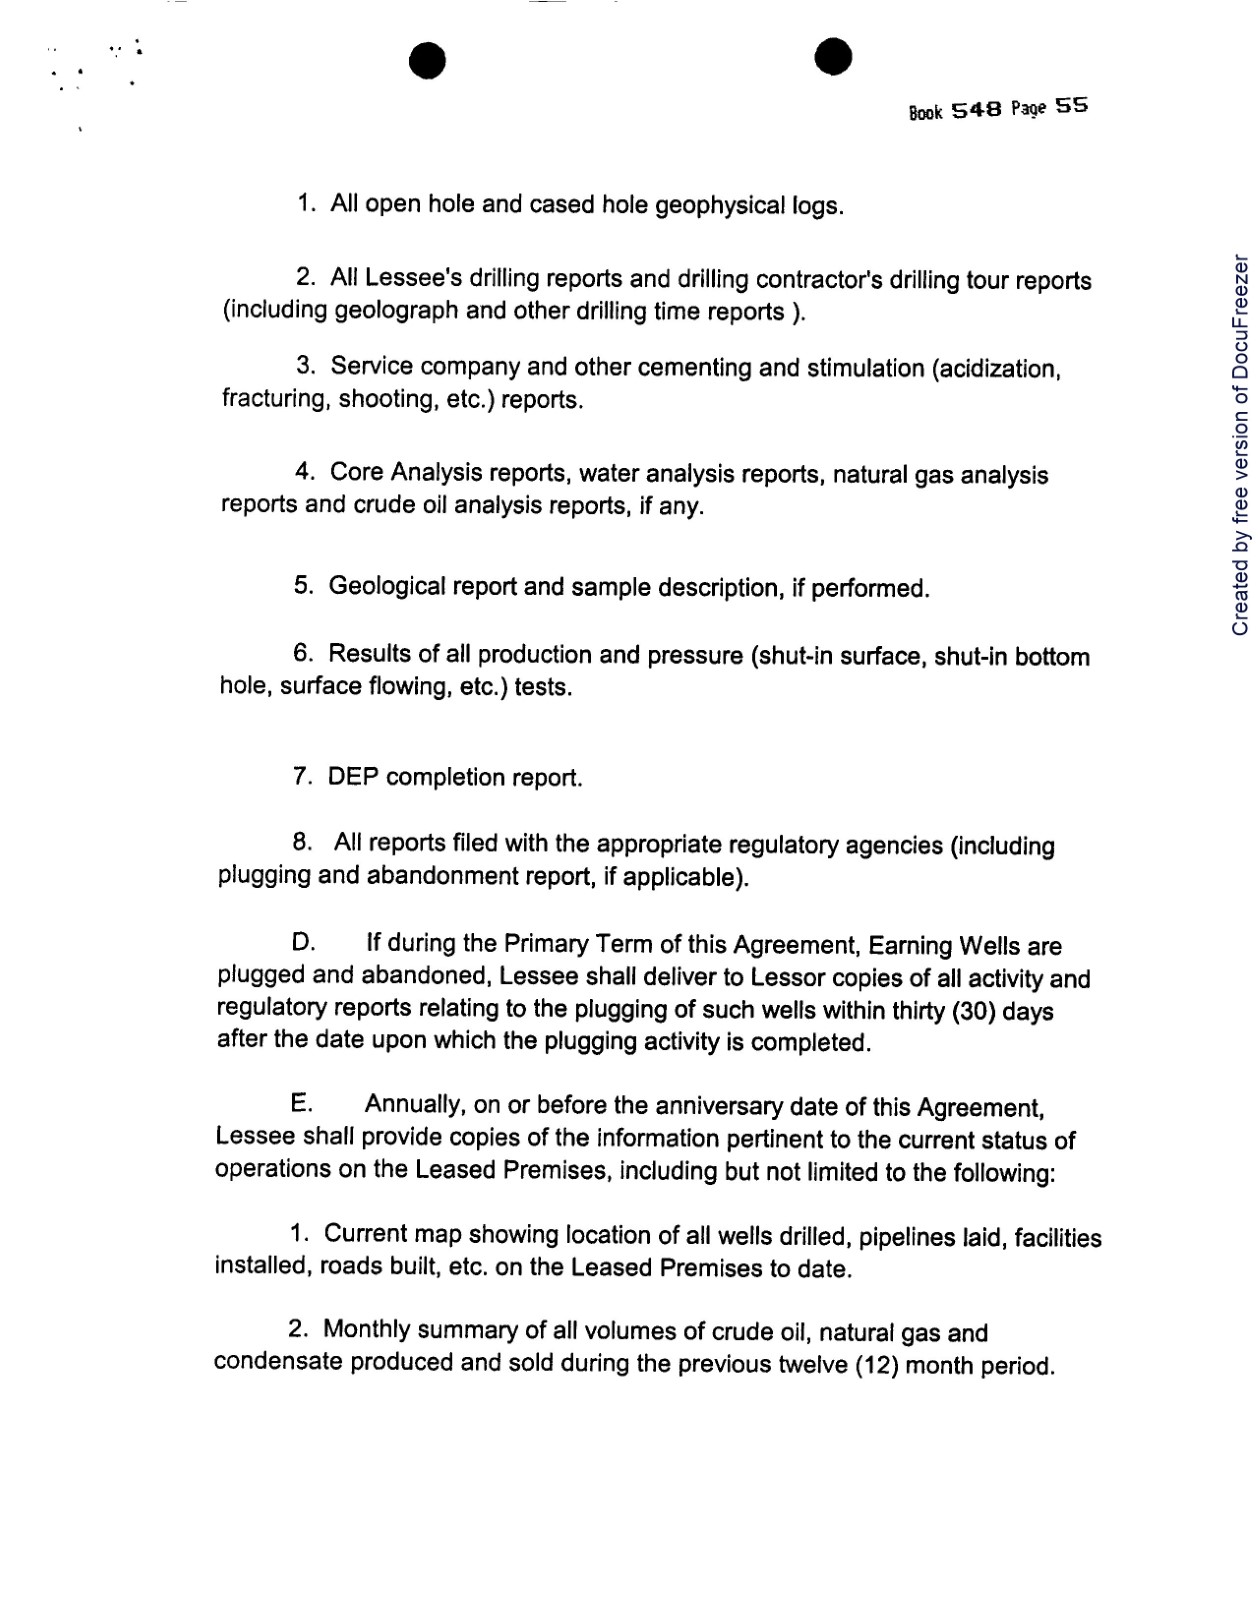 Book 548 Page 55
1. All open hole and cased hole geophysical logs.
2. All Lessee's drilling reports and drilling contractor's drilling tour reports
(including geolograph and other drilling time reports ).
3. Service company and other cementing and stimulation (acidization,
fracturing, shooting, etc.) reports.
4. Core Analysis reports, water analysis reports, natural gas analysis
reports and crude oil analysis reports, if any.
5. Geological report and sample description, if performed.
6. Results of all production and pressure (shut-in surface, shut-in bottom
hole, surface flowing, etc.) tests.
7. DEP completion report.
8. All reports filed with the appropriate regulatory agencies (including
plugging and abandonment report, if applicable).
D. If during the Primary Term of this Agreement, Earning Wells are
plugged and abandoned, Lessee shall deliver to Lessor copies of all activity and
regulatory reports relating to the plugging of such wells within thirty (30) days
after the date upon which the plugging activity is completed.
E. Annually, on or before the anniversary date of this Agreement,
Lessee shall provide copies of the information pertinent to the current status of
operations on the Leased Premises, including but not limited to the following:
1. Current map showing location of all wells drilled, pipelines laid, facilities
installed, roads built, etc. on the Leased Premises to date.
2. Monthly summary of all volumes of crude oil, natural gas and
condensate produced and sold during the previous twelve (12) month period.
Created by free version of DocuFreezer